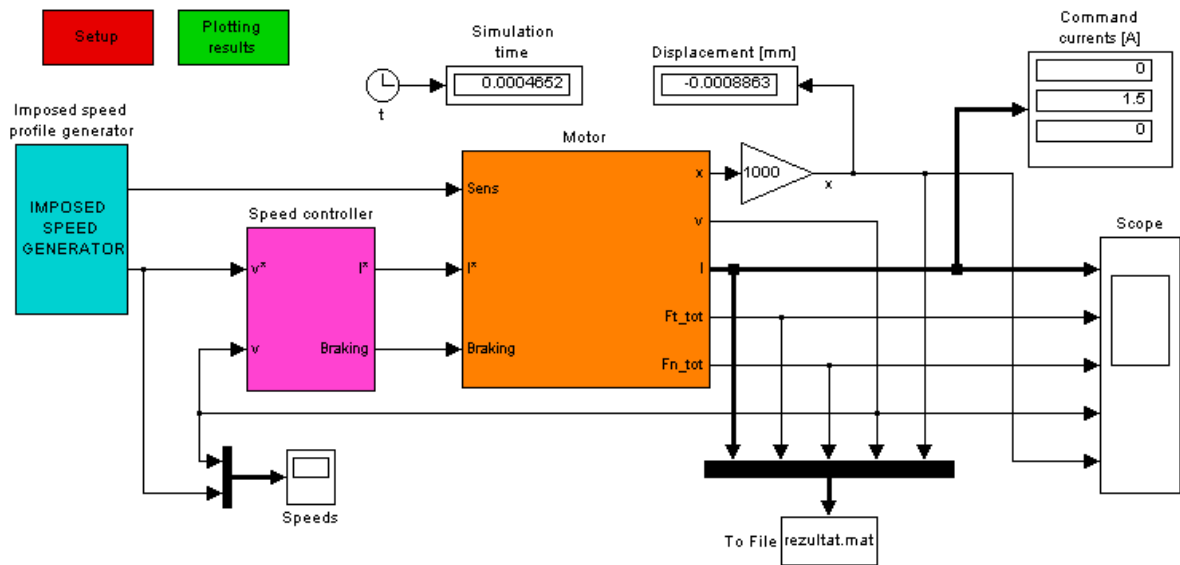 Setup
Plotting
results
Simulation
time
0.0004652
t
Displacement [mm]
-0.0008863
Command
currents [A]
0
1.5
0
Imposed speed
profile generator
IMPOSED
SPEED
GENERATOR
Speed controller
v*
I*
v
Braking
Motor
Sens
I*
Braking
x
v
I
Ft_tot
Fn_tot
1000
x
Scope
Speeds
To File
rezultat.mat